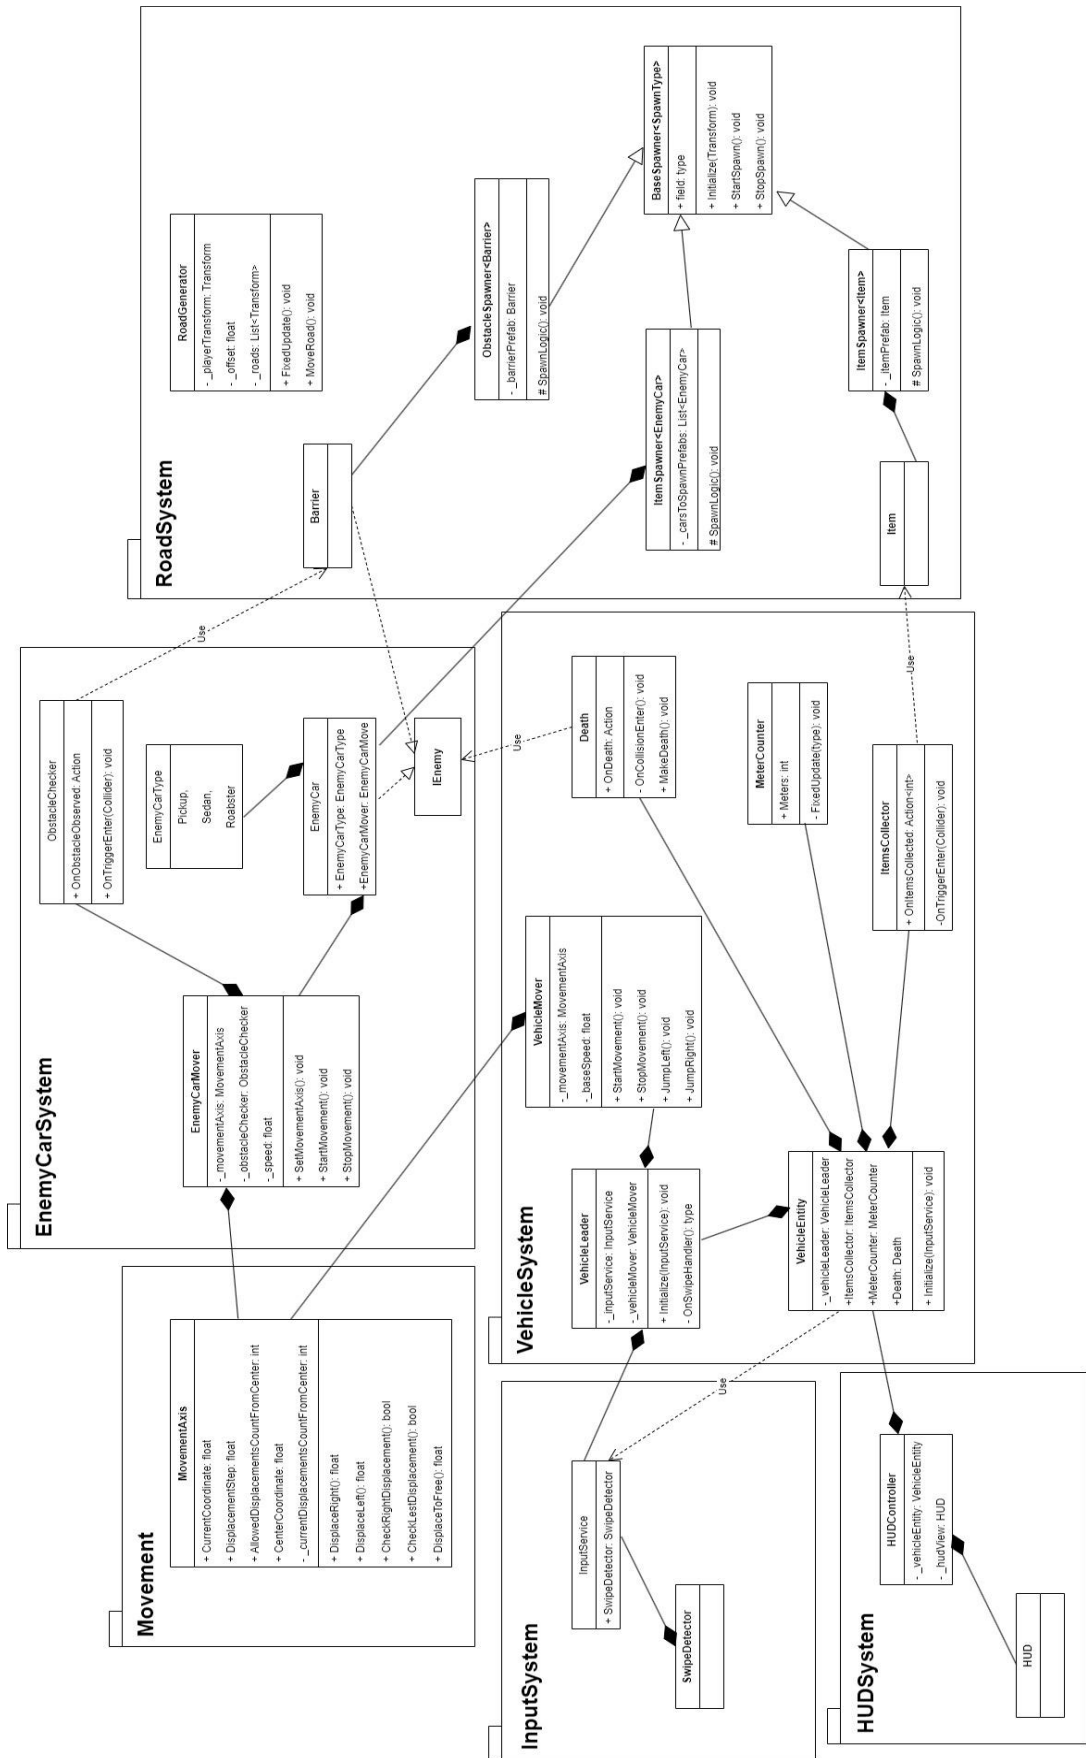 Movement
MovementAxis
+ CurrentCoordinate: float
+ DisplacementStep: float
+ AllowedDisplacementsCountFromCenter: int
+ CenterCoordinate: float
- _currentDisplacementsCountFromCenter: int
+ DisplaceRight(): float
+ DisplaceLeft(): float
+ CheckRightDisplacement(): bool
+ CheckLestDisplacement(): bool
+ DisplaceToFree(): float
EnemyCarSystem
EnemyCarMover
- _movementAxis: MovementAxis
- _obstacleChecker: ObstacleChecker
- _speed: float
+ SetMovementAxis(): void
+ StartMovement(): void
+ StopMovement(): void
ObstacleChecker
+ OnObstacleObserved: Action
+ OnTriggerEnter(Collider): void
EnemyCarType
Pickup,
Sedan,
Roabster
EnemyCar
+ EnemyCarType: EnemyCarType
+EnemyCarMover: EnemyCarMove
IEnemy
Use
RoadSystem
RoadGenerator
- _playerTransform: Transform
- _offset: float
- _roads: List<Transform>
+ FixedUpdate(): void
+ MoveRoad(): void
Barrier
ObstacleSpawner<Barrier>
- _barrierPrefab: Barrier
# SpawnLogic(): void
BaseSpawner<SpawnType>
+ field: type
+ Initialize(Transform): void
+ StartSpawn(): void
+ StopSpawn(): void
ItemSpawner<EnemyCar>
- _carsToSpawnPrefabs: List<EnemyCar>
# SpawnLogic(): void
ItemSpawner<Item>
- _itemPrefab: Item
# SpawnLogic(): void
Item
Use
InputSystem
InputService
+ SwipeDetector: SwipeDetector
SwipeDetector
Use
VehicleSystem
VehicleLeader
- _inputService: InputService
- _vehicleMover: VehicleMover
+ Initialize(InputService): void
- OnSwipeHandler(): type
VehicleMover
- _movementAxis: MovementAxis
- _baseSpeed: float
+ StartMovement(): void
+ StopMovement(): void
+ JumpLeft(): void
+ JumpRight(): void
Death
+ OnDeath: Action
- OnCollisionEnter(): void
+ MakeDeath(): void
Use
MeterCounter
+ Meters: int
- FixedUpdate(type): void
ItemsCollector
+ OnItemsCollected: Action<int>
-OnTriggerEnter(Collider): void
VehicleEntity
- _vehicleLeader: VehicleLeader
+ItemsCollector: ItemsCollector
+MeterCounter: MeterCounter
+Death: Death
+ Initialize(InputService): void
HUDSystem
HUDController
- _vehicleEntity: VehicleEntity
- _hudView: HUD
HUD